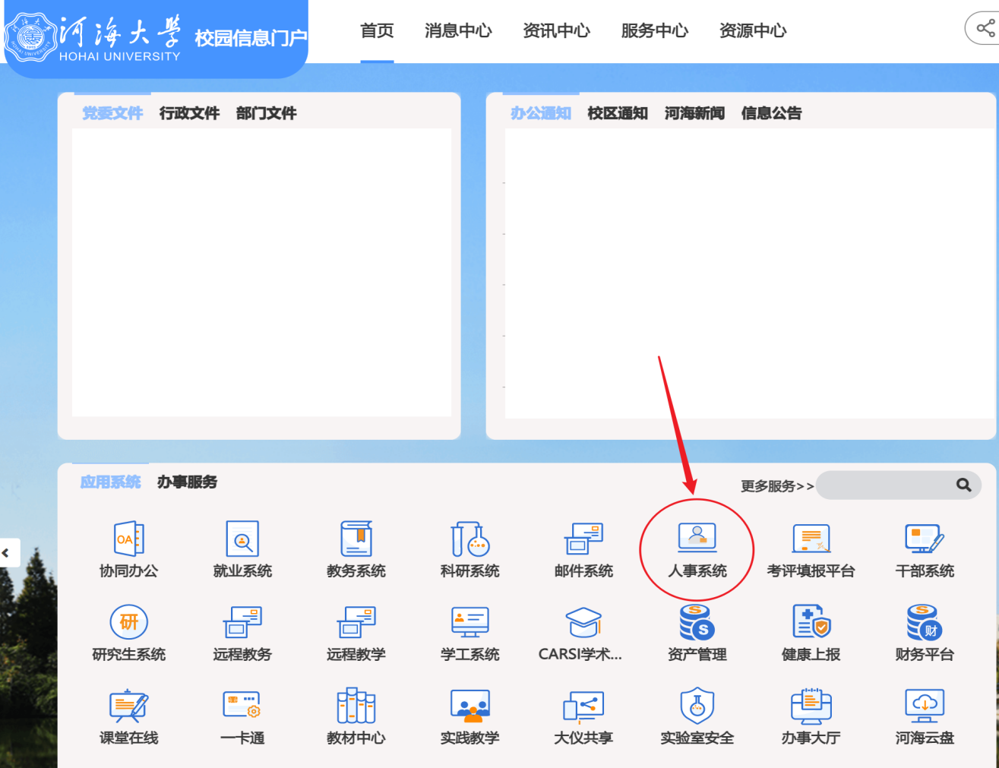 河海大学
HOHAI UNIVERSITY
校园信息门户
首页 消息中心 资讯中心 服务中心 资源中心
党委文件 行政文件 部门文件
办公通知 校区通知 河海新闻 信息公告
应用系统 办事服务
更多服务>>
OA
协同办公 就业系统 教务系统 科研系统 邮件系统 人事系统 考评填报平台 干部系统
研 S S S 财
研究生系统 远程教务 远程教学 学工系统 CARSI学术... 资产管理 健康上报 财务平台
课堂在线 一卡通 教材中心 实践教学 大仪共享 实验室安全 办事大厅 河海云盘